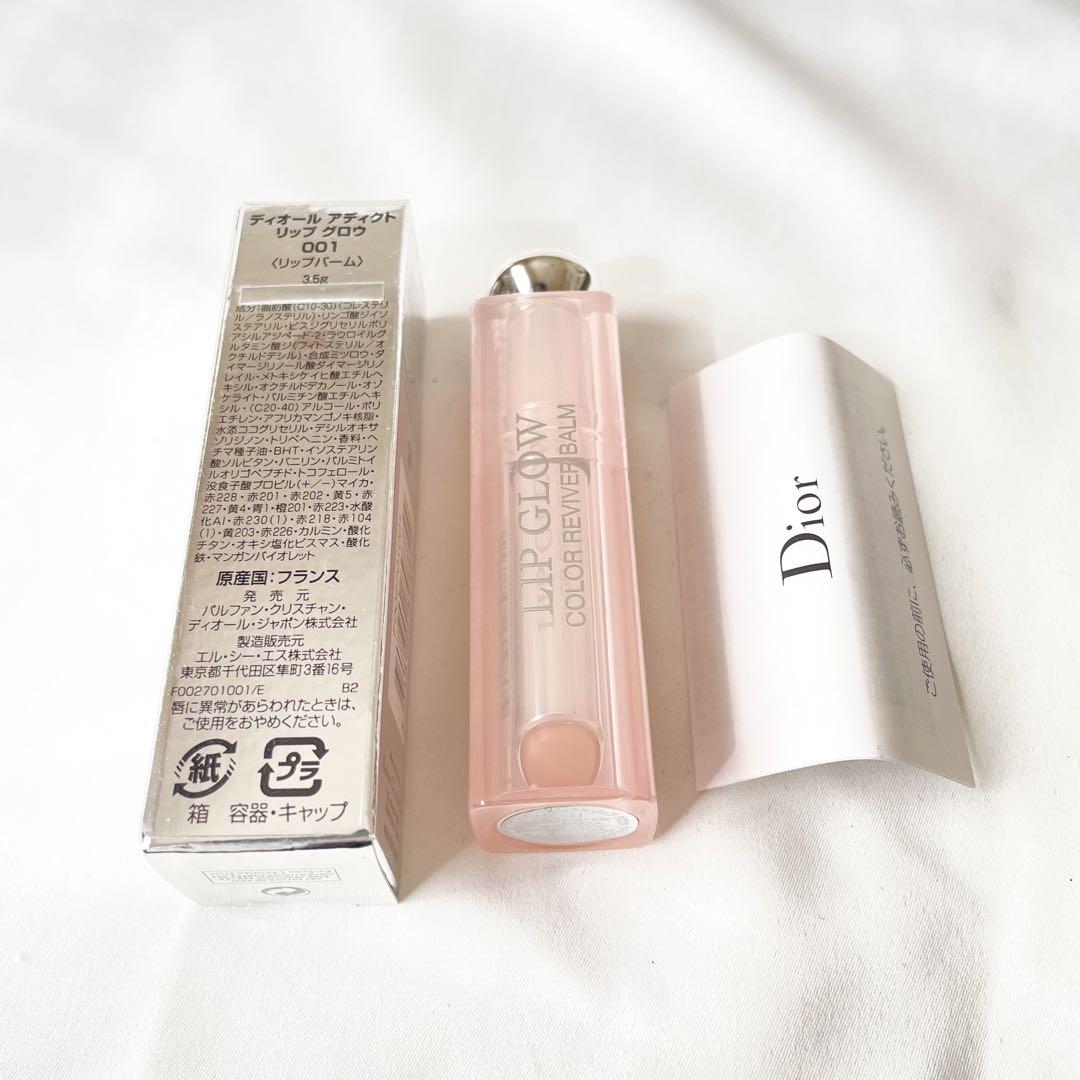 ディオール アディクト
リップ グロウ
001
〈リップバーム〉
3.5g
成分:脂肪酸(C10-30)(コレステリ
ル/ラノステリル)・リンゴ酸ジイソ
ステアリル・ビスジグリセリルポリ
アシルアジペート-2・ラウロイルグ
ルタミン酸ジ(フィトステリル/オ
クチルドデシル)・合成ミツロウ・ダ
イマージリノール酸ダイマージリノ
レイル・メトキシケイヒ酸エチルヘ
キシル・オクチルドデカノール・オゾ
ケライト・パルミチン酸エチルヘキ
シル・(C20-40)アルコール・ポリ
エチレン・アフリカマンゴノキ核脂・
水添ココグリセリル・デシルオキサ
ゾリジノン・トリベヘニン・香料・ヘ
チマ種子油・BHT・イソステアリン
酸ソルビタン・バニリン・パルミトイ
ルオリゴペプチド・トコフェロール・
没食子酸プロピル(+/-)マイカ・
赤228・赤201・赤202・黄5・赤
227・黄4・青1・橙201・赤223・水酸
化Al・赤230(1)・赤218・赤104
(1)・黄203・赤226・カルミン・酸化
チタン・オキシ塩化ビスマス・酸化
鉄・マンガンバイオレット
原産国:フランス
発売元
パルファン・クリスチャン・
ディオール・ジャポン株式会社
製造販売元
エル・シー・エス株式会社
東京都千代田区隼町3番16号
F002701001/E B2
唇に異常があらわれたときは、
ご使用をおやめください。
紙 プラ
箱 容器・キャップ
LIP GLOW
COLOR REVIVER BALM
Dior
ご使用の前に、必ずお読みください。